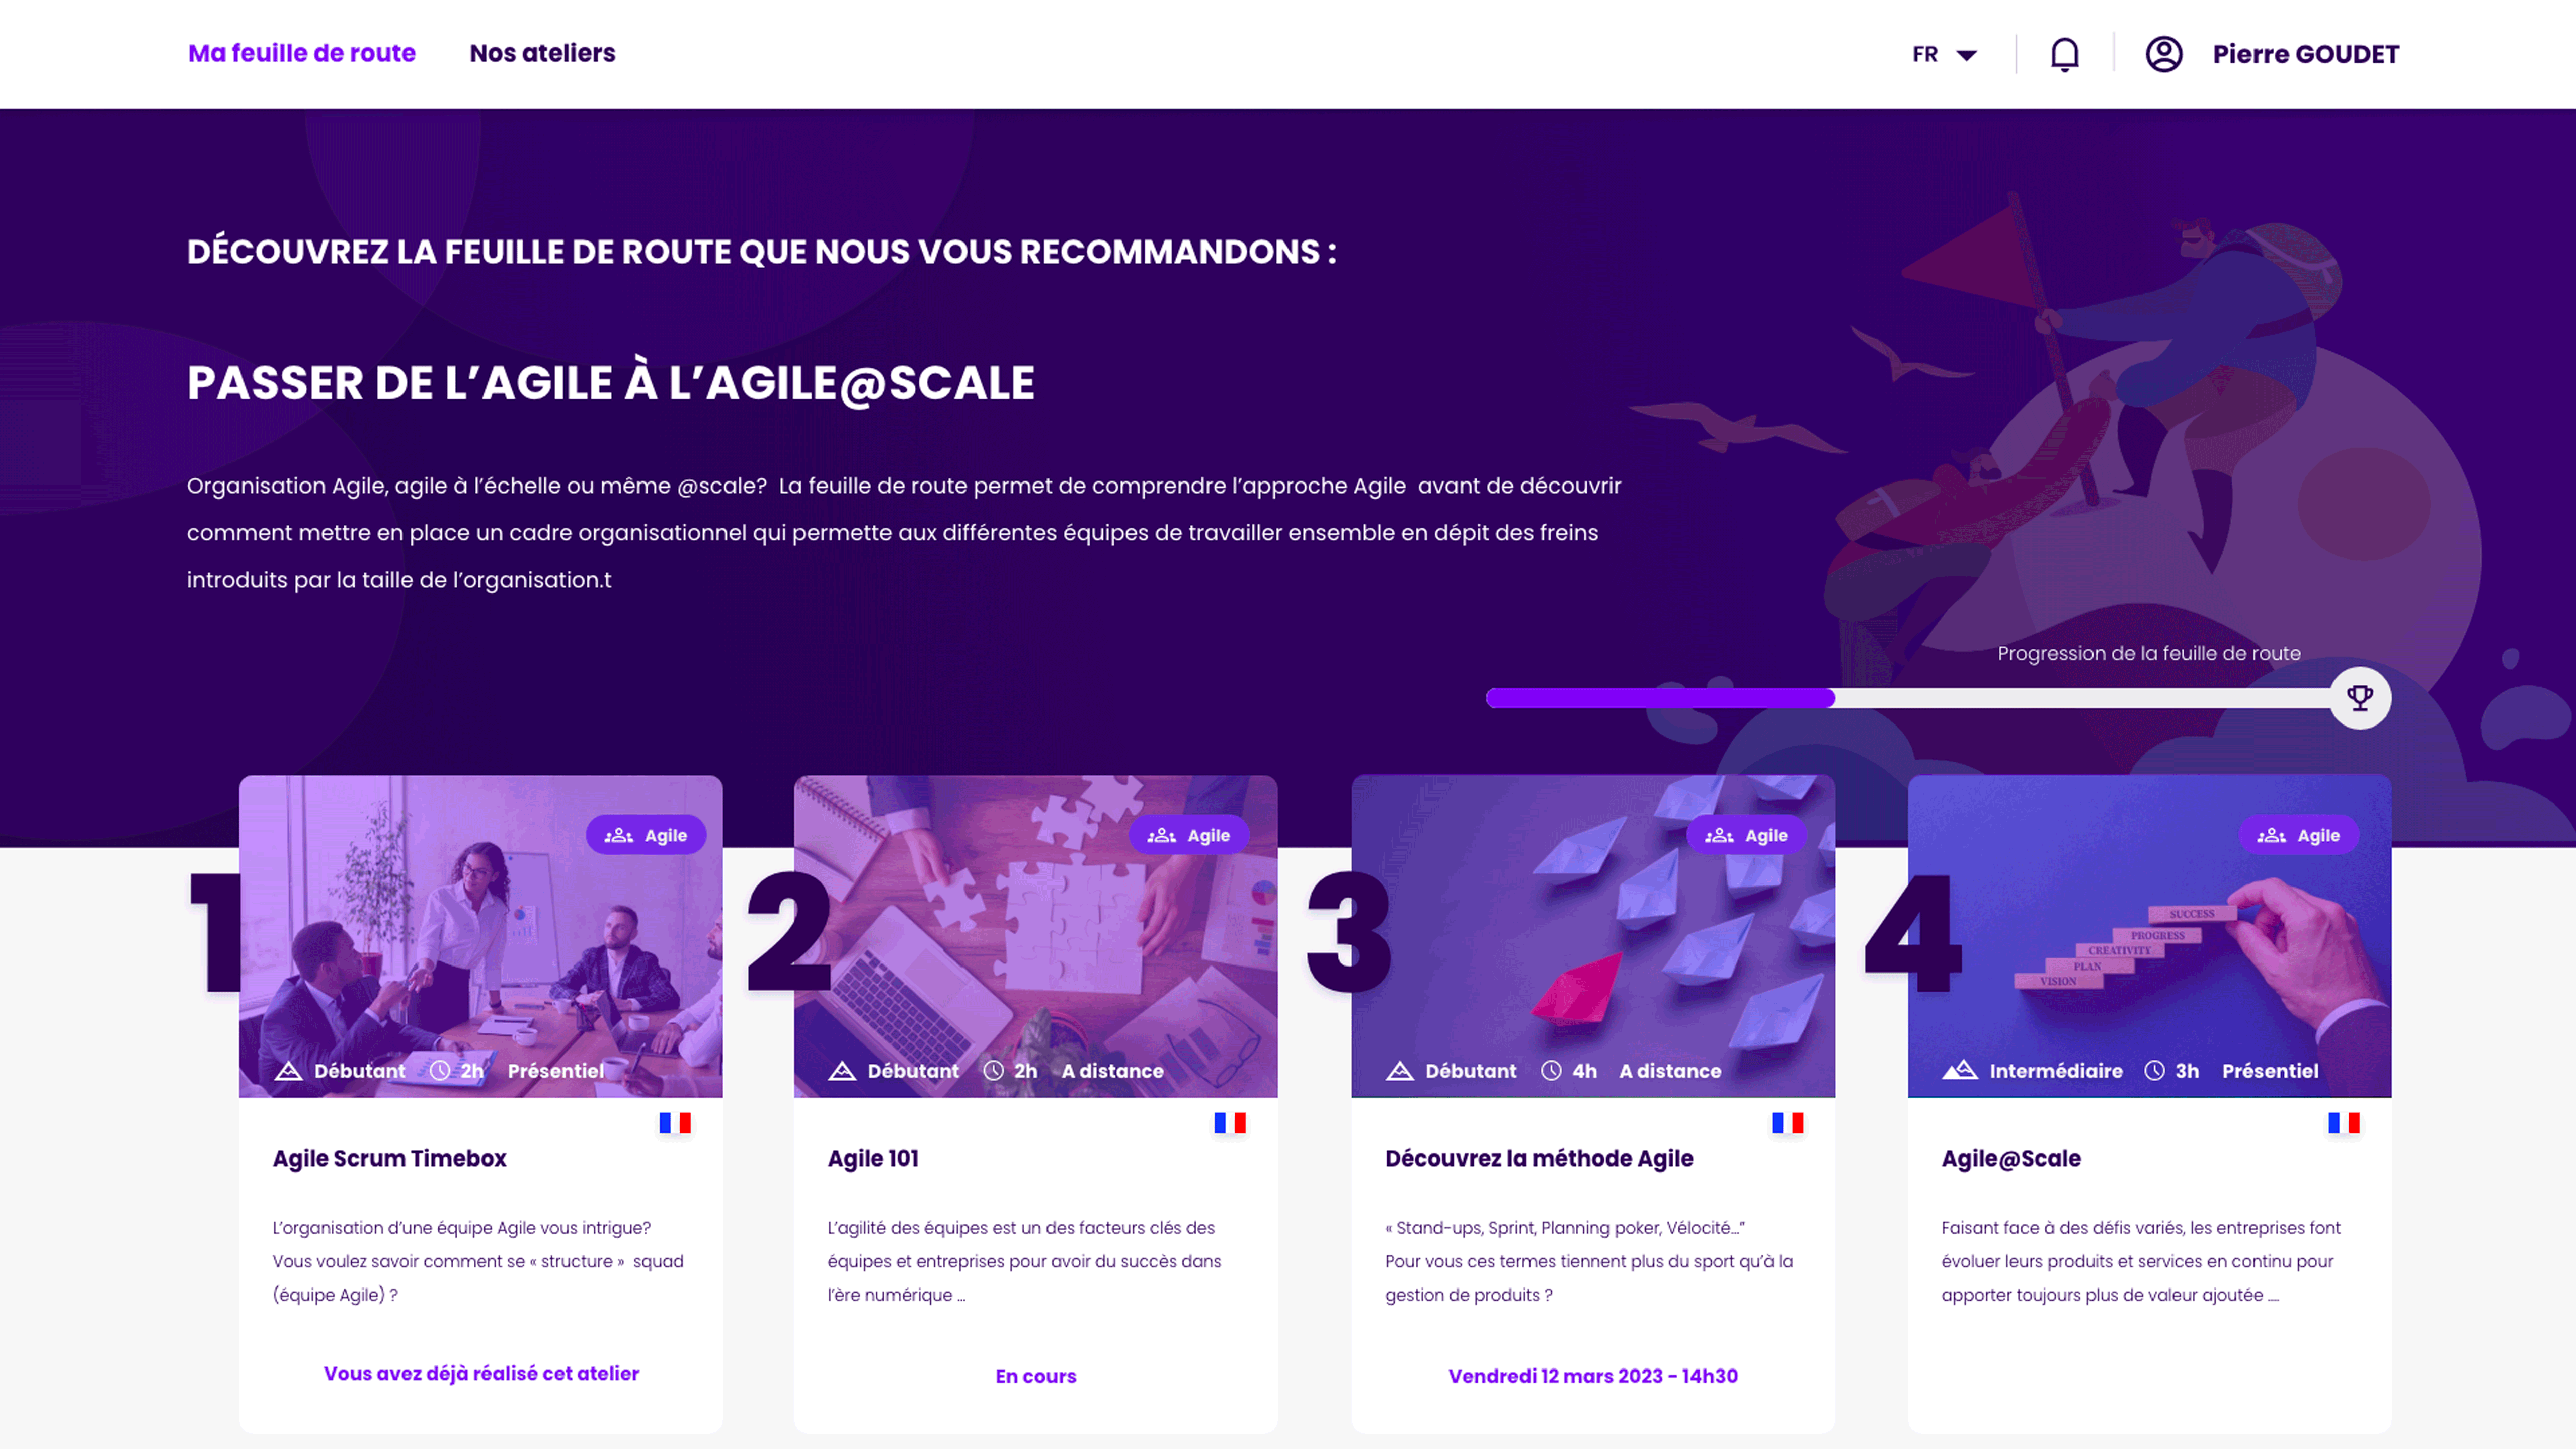 Ma feuille de route
Nos ateliers
FR
Pierre GOUDET
DÉCOUVREZ LA FEUILLE DE ROUTE QUE NOUS VOUS RECOMMANDONS :
PASSER DE L’AGILE À L’AGILE@SCALE
Organisation Agile, agile à l’échelle ou même @scale?  La feuille de route permet de comprendre l’approche Agile  avant de découvrir
comment mettre en place un cadre organisationnel qui permette aux différentes équipes de travailler ensemble en dépit des freins
introduits par la taille de l’organisation.t
Progression de la feuille de route
1
Agile
Débutant 2h Présentiel
Agile Scrum Timebox
L’organisation d’une équipe Agile vous intrigue?
Vous voulez savoir comment se « structure »  squad
(équipe Agile) ?
Vous avez déjà réalisé cet atelier
2
Agile
Débutant 2h A distance
Agile 101
L’agilité des équipes est un des facteurs clés des
équipes et entreprises pour avoir du succès dans
l’ère numérique …
En cours
3
Agile
Débutant 4h A distance
Découvrez la méthode Agile
« Stand-ups, Sprint, Planning poker, Vélocité…”
Pour vous ces termes tiennent plus du sport qu’à la
gestion de produits ?
Vendredi 12 mars 2023 - 14h30
4
Agile
SUCCESS
PROGRESS
CREATIVITY
PLAN
VISION
Intermédiaire 3h Présentiel
Agile@Scale
Faisant face à des défis variés, les entreprises font
évoluer leurs produits et services en continu pour
apporter toujours plus de valeur ajoutée ...